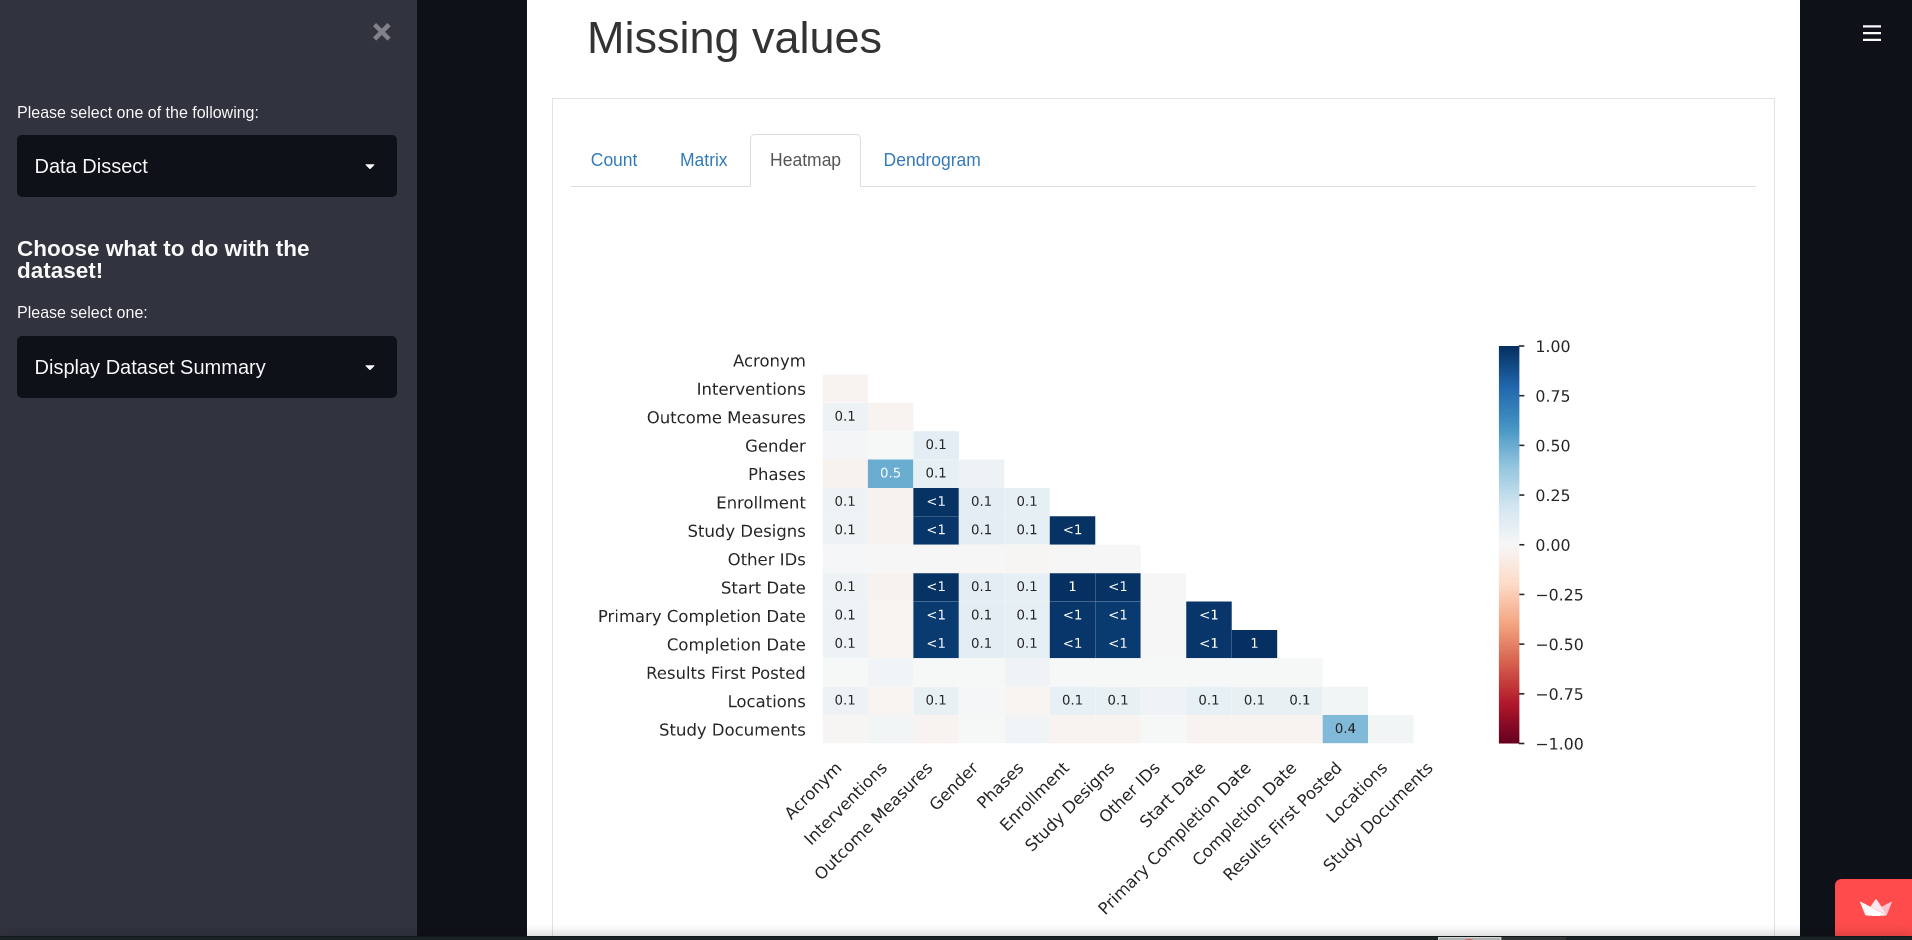 Missing values
Please select one of the following:
Data Dissect
Choose what to do with the
dataset!
Please select one:
Display Dataset Summary
Count Matrix Heatmap Dendrogram
Acronym
Interventions
Outcome Measures 0.1
Gender 0.1
Phases 0.5 0.1
Enrollment 0.1 <1 0.1 0.1
Study Designs 0.1 <1 0.1 0.1 <1
Other IDs
Start Date 0.1 <1 0.1 0.1 1 <1
Primary Completion Date 0.1 <1 0.1 0.1 <1 <1 <1
Completion Date 0.1 <1 0.1 0.1 <1 <1 <1 1
Results First Posted
Locations 0.1 0.1 0.1 0.1 0.1 0.1 0.1
Study Documents 0.4
Acronym
Interventions
Outcome Measures
Gender
Phases
Enrollment
Study Designs
Other IDs
Start Date
Primary Completion Date
Completion Date
Results First Posted
Locations
Study Documents
1.00
0.75
0.50
0.25
0.00
−0.25
−0.50
−0.75
−1.00